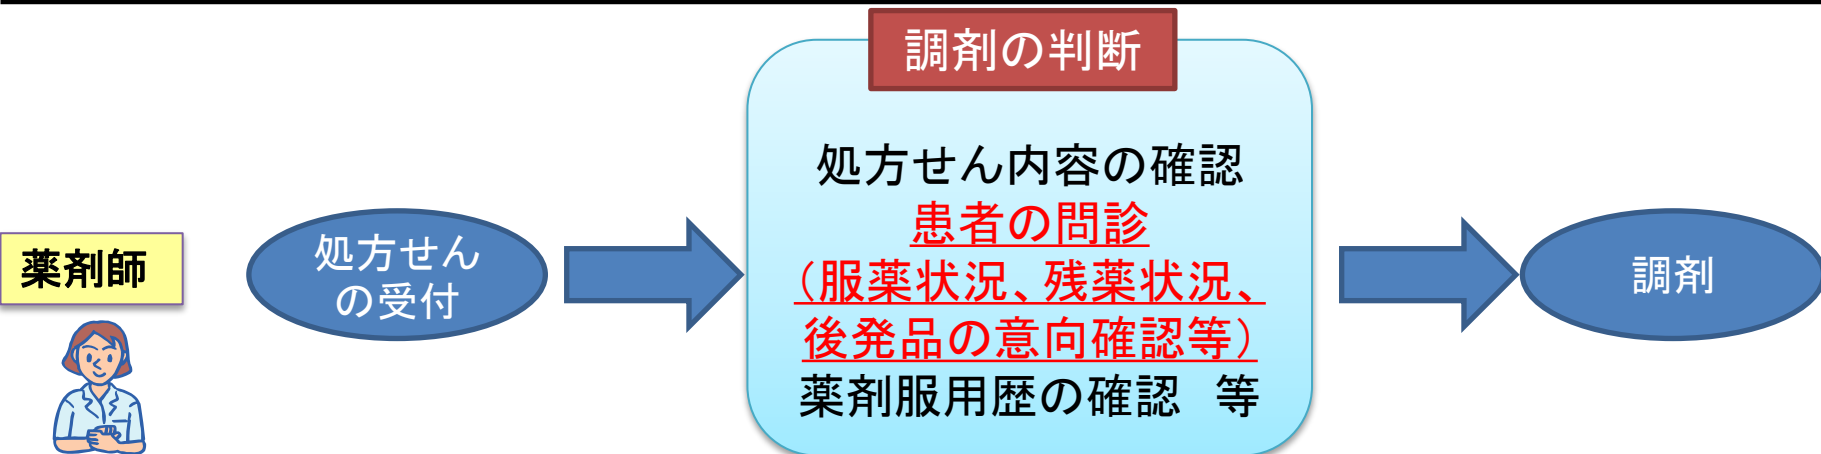 調剤の判断
処方せん内容の確認
患者の問診
（服薬状況、残薬状況、
後発品の意向確認等）
薬剤服用歴の確認　等
薬剤師
処方せん
の受付
調剤